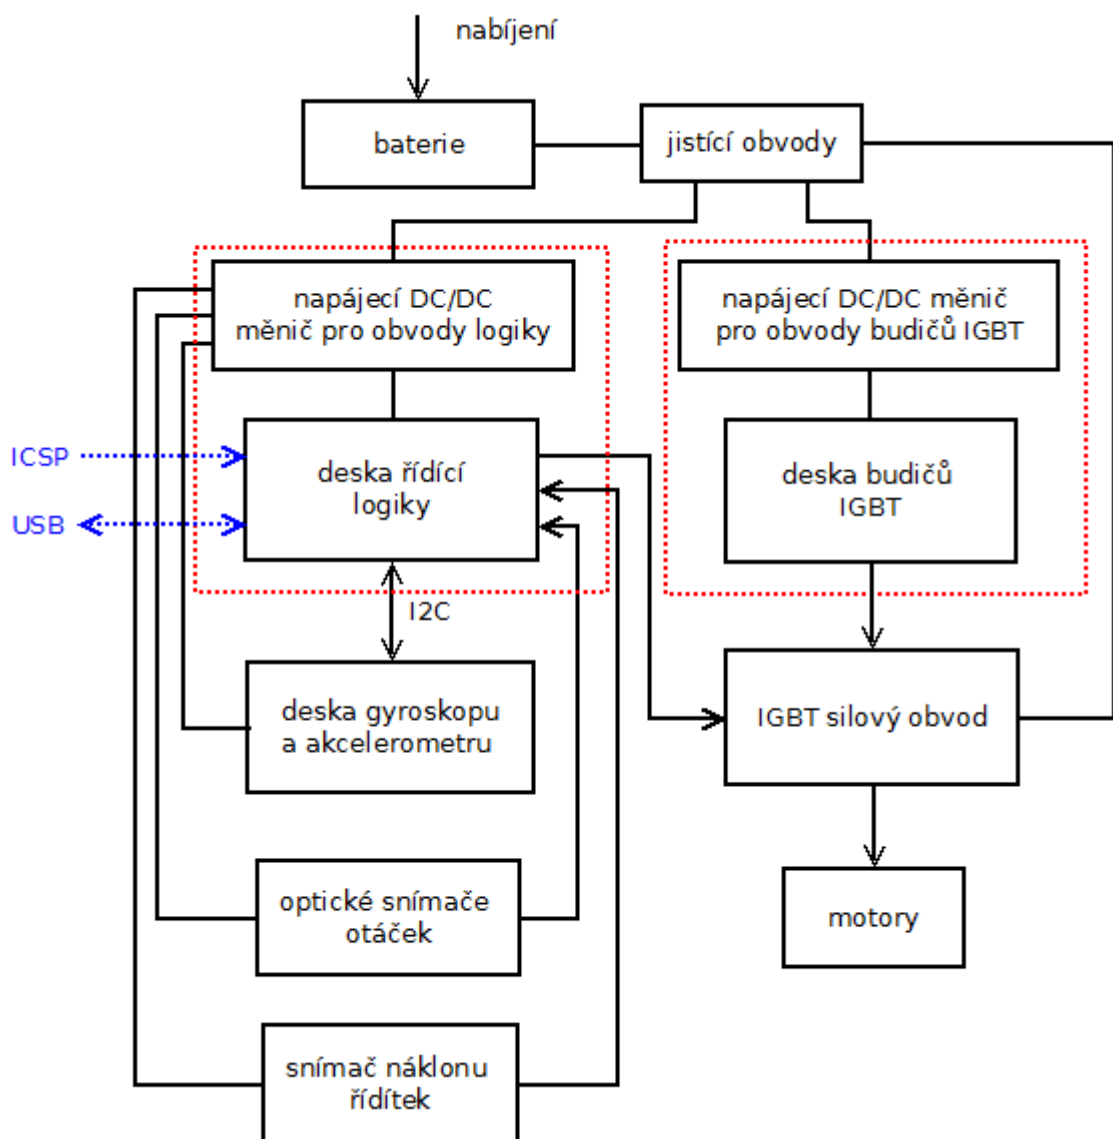 nabíjení
baterie
jistící obvody
napájecí DC/DC
měnič pro obvody logiky
napájecí DC/DC měnič
pro obvody budičů IGBT
ICSP
USB
deska řídící
logiky
deska budičů
IGBT
I2C
deska gyroskopu
a akcelerometru
IGBT silový obvod
optické snímače
otáček
motory
snímač náklonu
řídítek